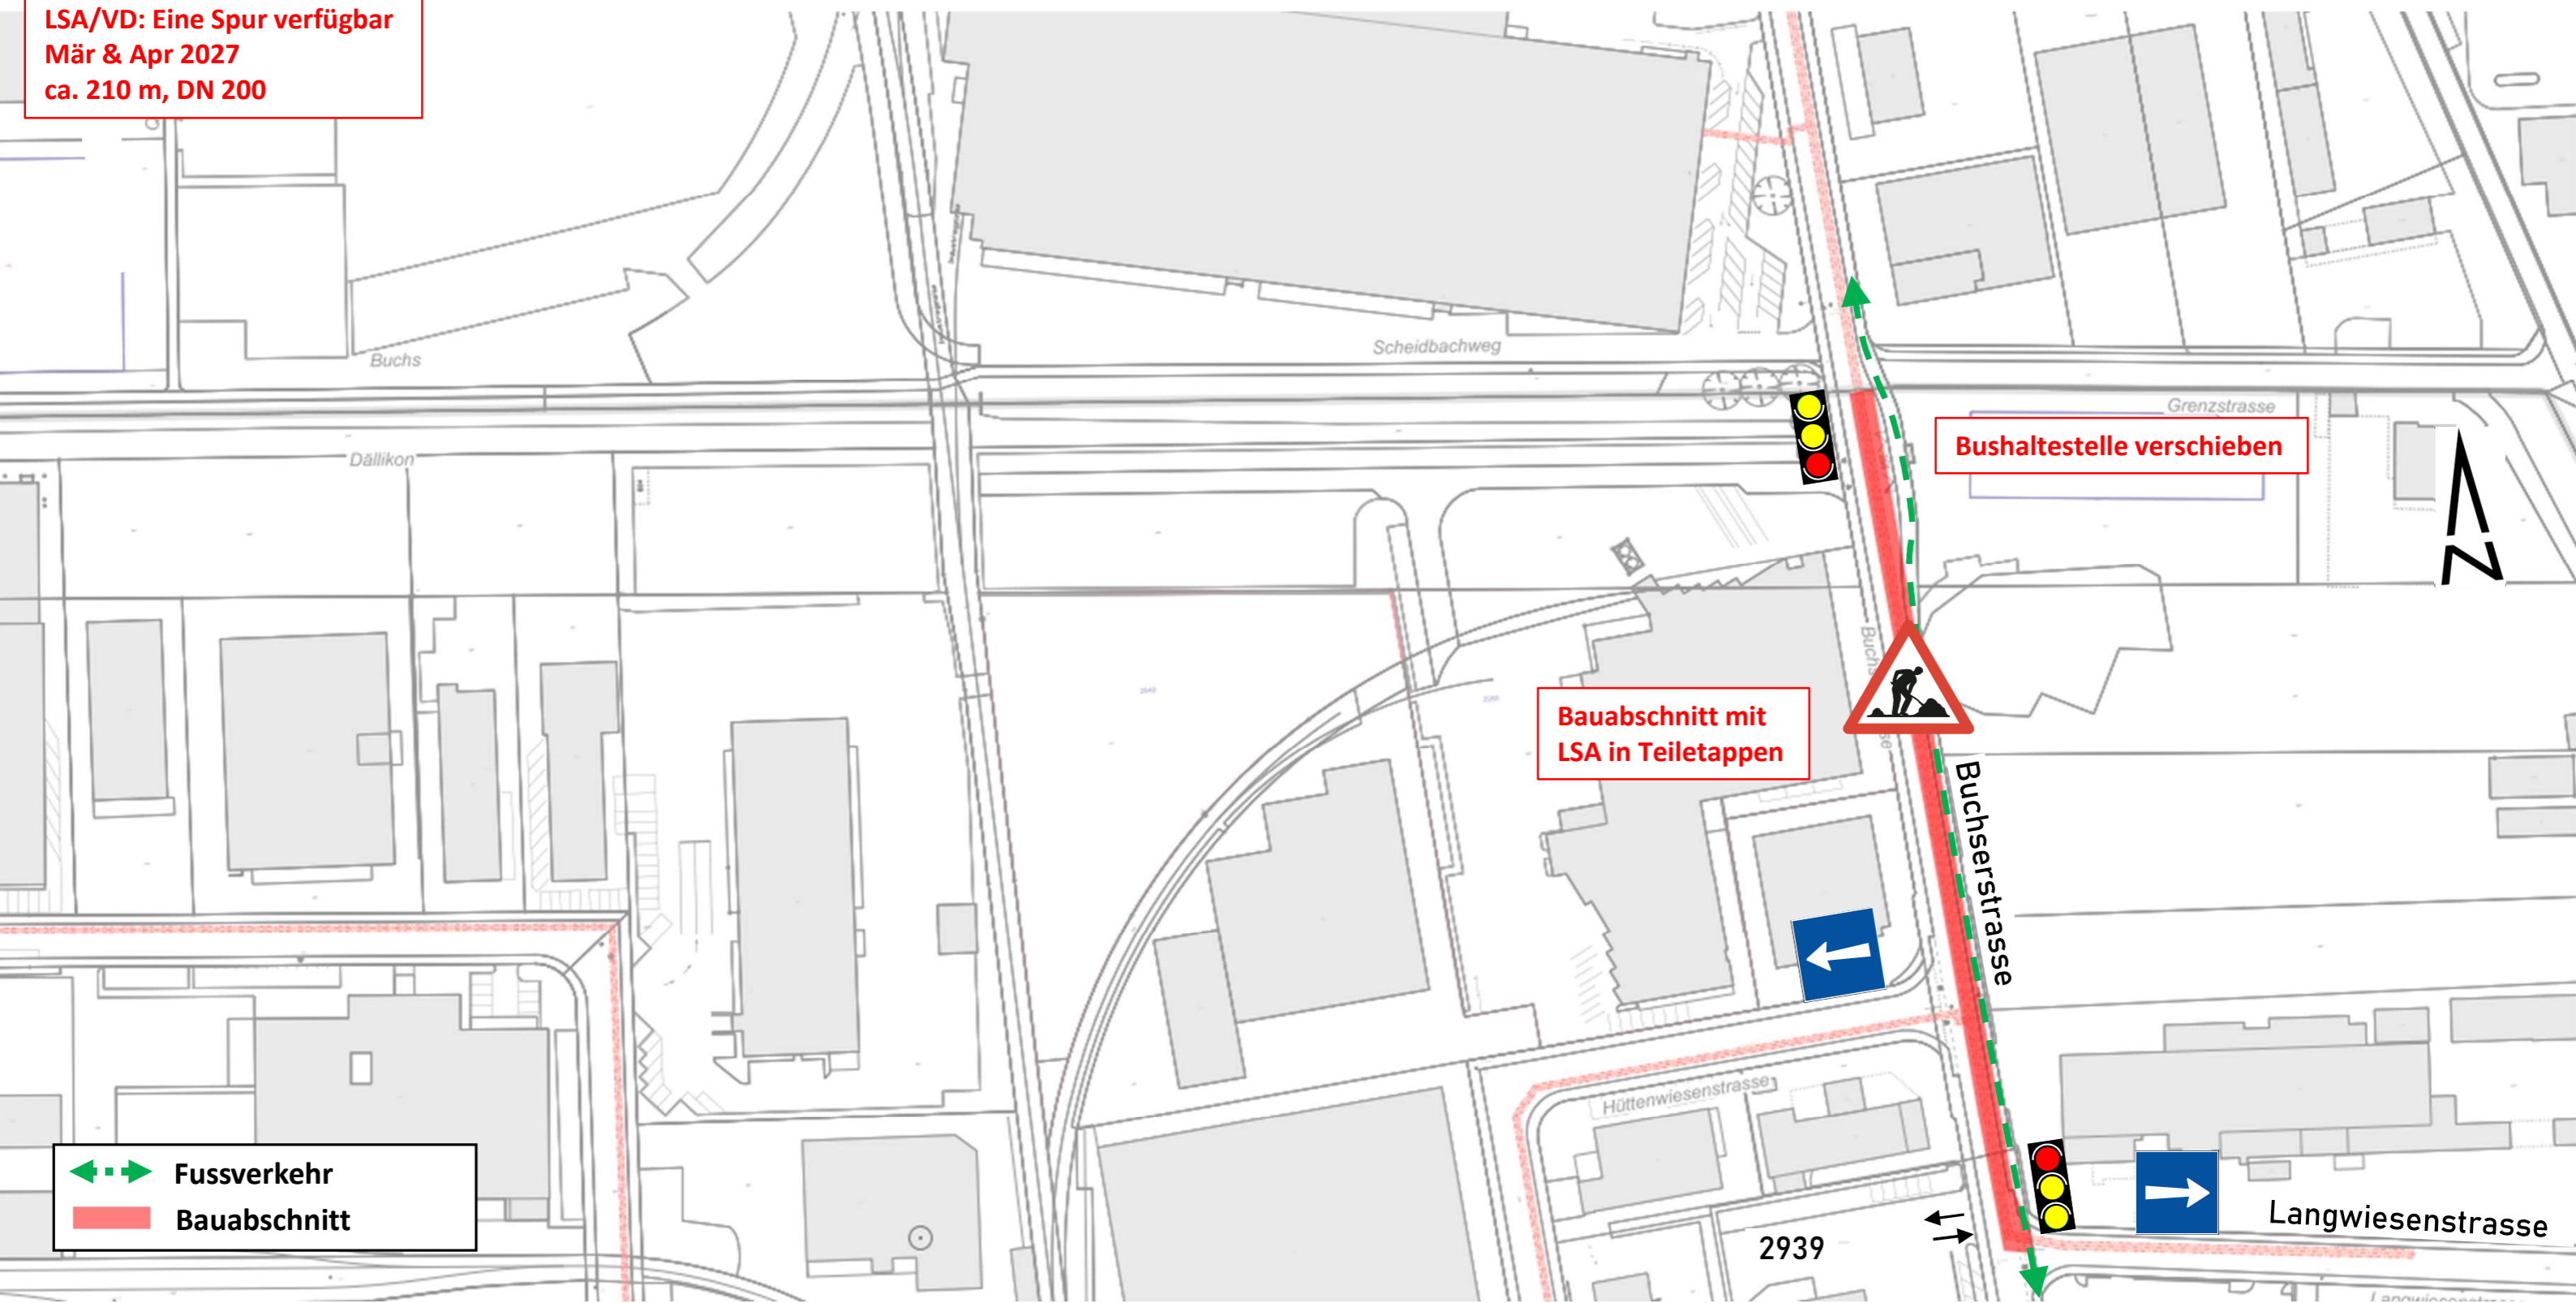 LSA/VD: Eine Spur verfügbar
Mär & Apr 2027
ca. 210 m, DN 200
Buchs
Scheidbachweg
Grenzstrasse
Bushaltestelle verschieben
Dällikon
Bauabschnitt mit
LSA in Teiletappen
Buchserstrasse
Hüttenwiesenstrasse
Fussverkehr
Bauabschnitt
2939
Langwiesenstrasse
N